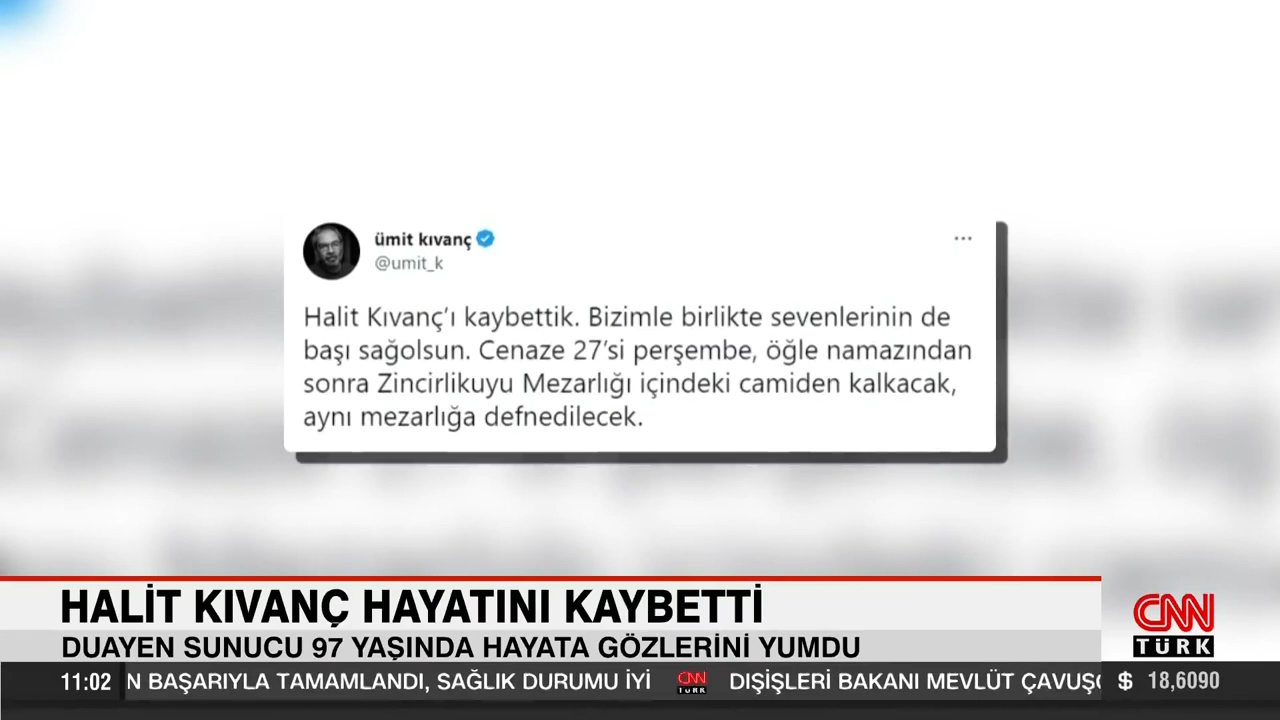 ümit kıvanç
@umit_k
Halit Kıvanç’ı kaybettik. Bizimle birlikte sevenlerinin de
başı sağolsun. Cenaze 27’si perşembe, öğle namazından
sonra Zincirlikuyu Mezarlığı içindeki camiden kalkacak,
aynı mezarlığa defnedilecek.
HALİT KIVANÇ HAYATINI KAYBETTİ
DUAYEN SUNUCU 97 YAŞINDA HAYATA GÖZLERİNİ YUMDU
CNN
TÜRK
11:02 N BAŞARIYLA TAMAMLANDI, SAĞLIK DURUMU İYİ CNN TÜRK DIŞİŞLERİ BAKANI MEVLÜT ÇAVUŞ $ 18,6090